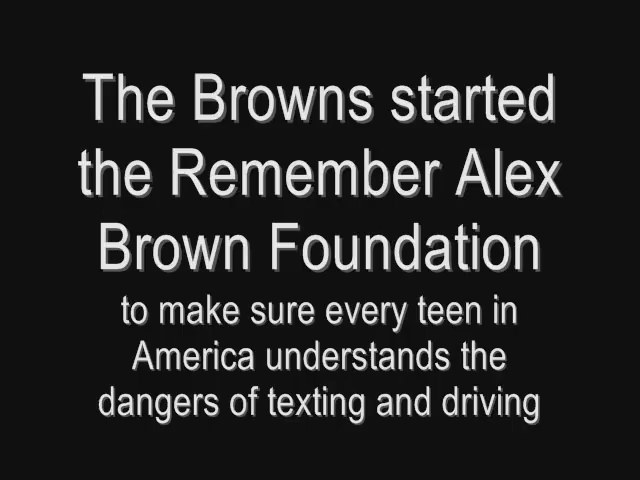 The Browns started
the Remember Alex
Brown Foundation
to make sure every teen in
America understands the
dangers of texting and driving